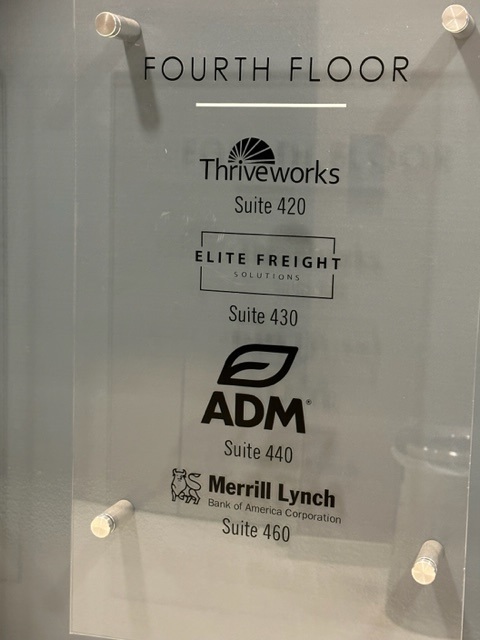 FOURTH FLOOR
Thriveworks
Suite 420
ELITE FREIGHT
SOLUTIONS
Suite 430
ADM®
Suite 440
Merrill Lynch
Bank of America Corporation
Suite 460